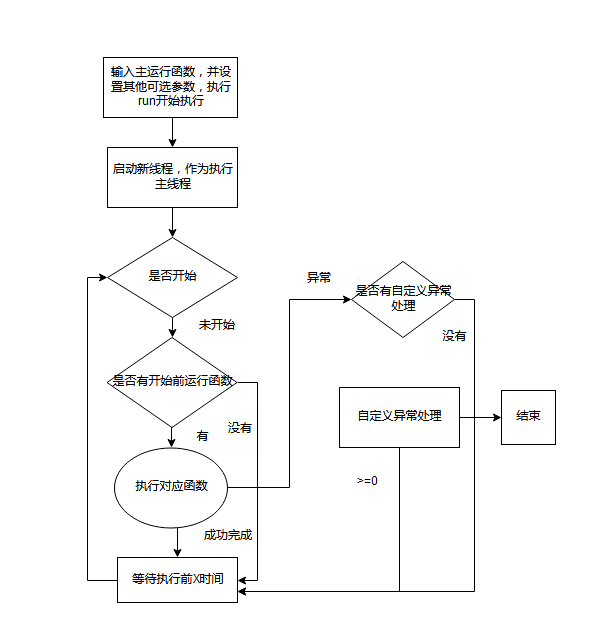 输入主运行函数，并设
置其他可选参数，执行
run开始执行
启动新线程，作为执行
主线程
是否开始
异常
是否有自定义异常
处理
未开始
没有
是否有开始前运行函数
自定义异常处理
结束
没有
有
执行对应函数
>=0
成功完成
等待执行前X时间